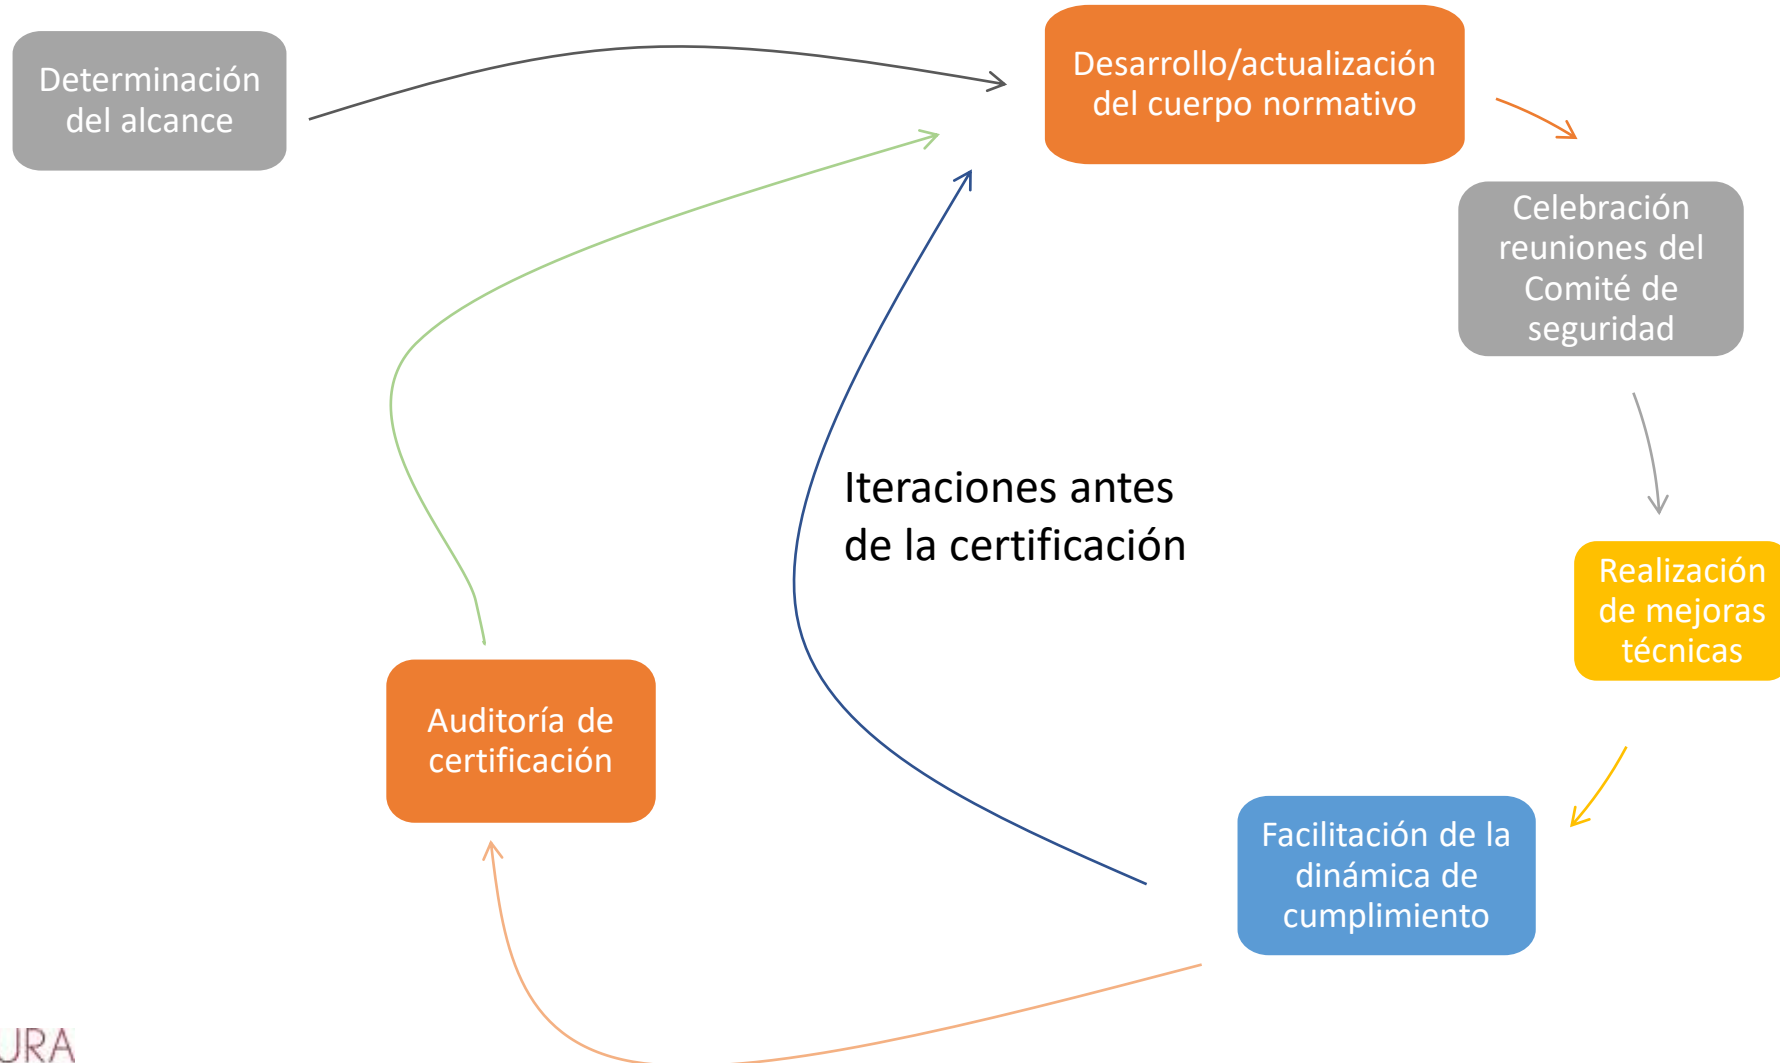 Determinación
del alcance
Desarrollo/actualización
del cuerpo normativo
Celebración
reuniones del
Comité de
seguridad
Iteraciones antes
de la certificación
Realización
de mejoras
técnicas
Auditoría de
certificación
Facilitación de la
dinámica de
cumplimiento
URA